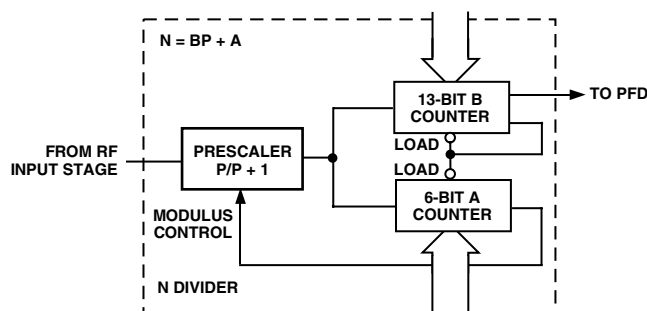 N = BP + A
13-BIT B
COUNTER
TO PFD
LOAD
LOAD
FROM RF
INPUT STAGE
PRESCALER
P/P + 1
6-BIT A
COUNTER
MODULUS
CONTROL
N DIVIDER